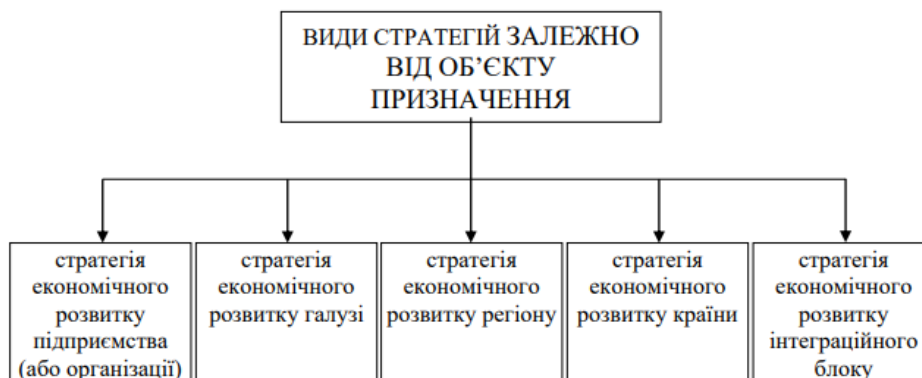 ВИДИ СТРАТЕГІЙ ЗАЛЕЖНО
ВІД ОБ’ЄКТУ
ПРИЗНАЧЕННЯ
стратегія
економічного
розвитку
підприємства
(або організації)
стратегія
економічного
розвитку галузі
стратегія
економічного
розвитку регіону
стратегія
економічного
розвитку країни
стратегія
економічного
розвитку
інтеграційного
блоку